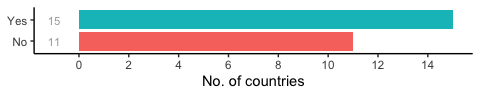 Yes 15
No 11
0 2 4 6 8 10 12 14
No. of countries